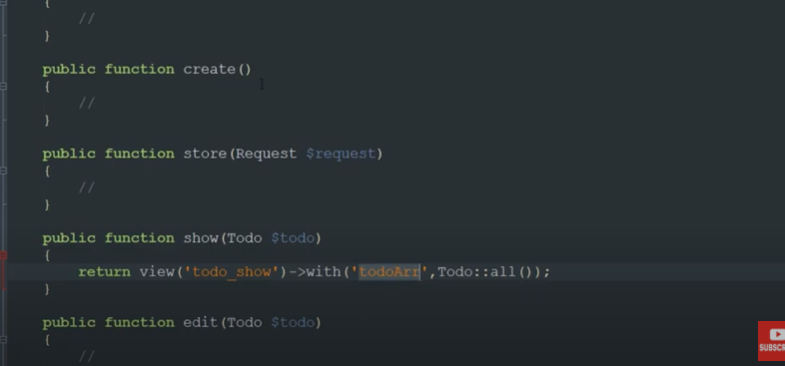 {
//
}
public function create()
{
//
}
public function store(Request $request)
{
//
}
public function show(Todo $todo)
{
return view('todo_show')->with('todoArr',Todo::all());
}
public function edit(Todo $todo)
{
//
SUBSCR